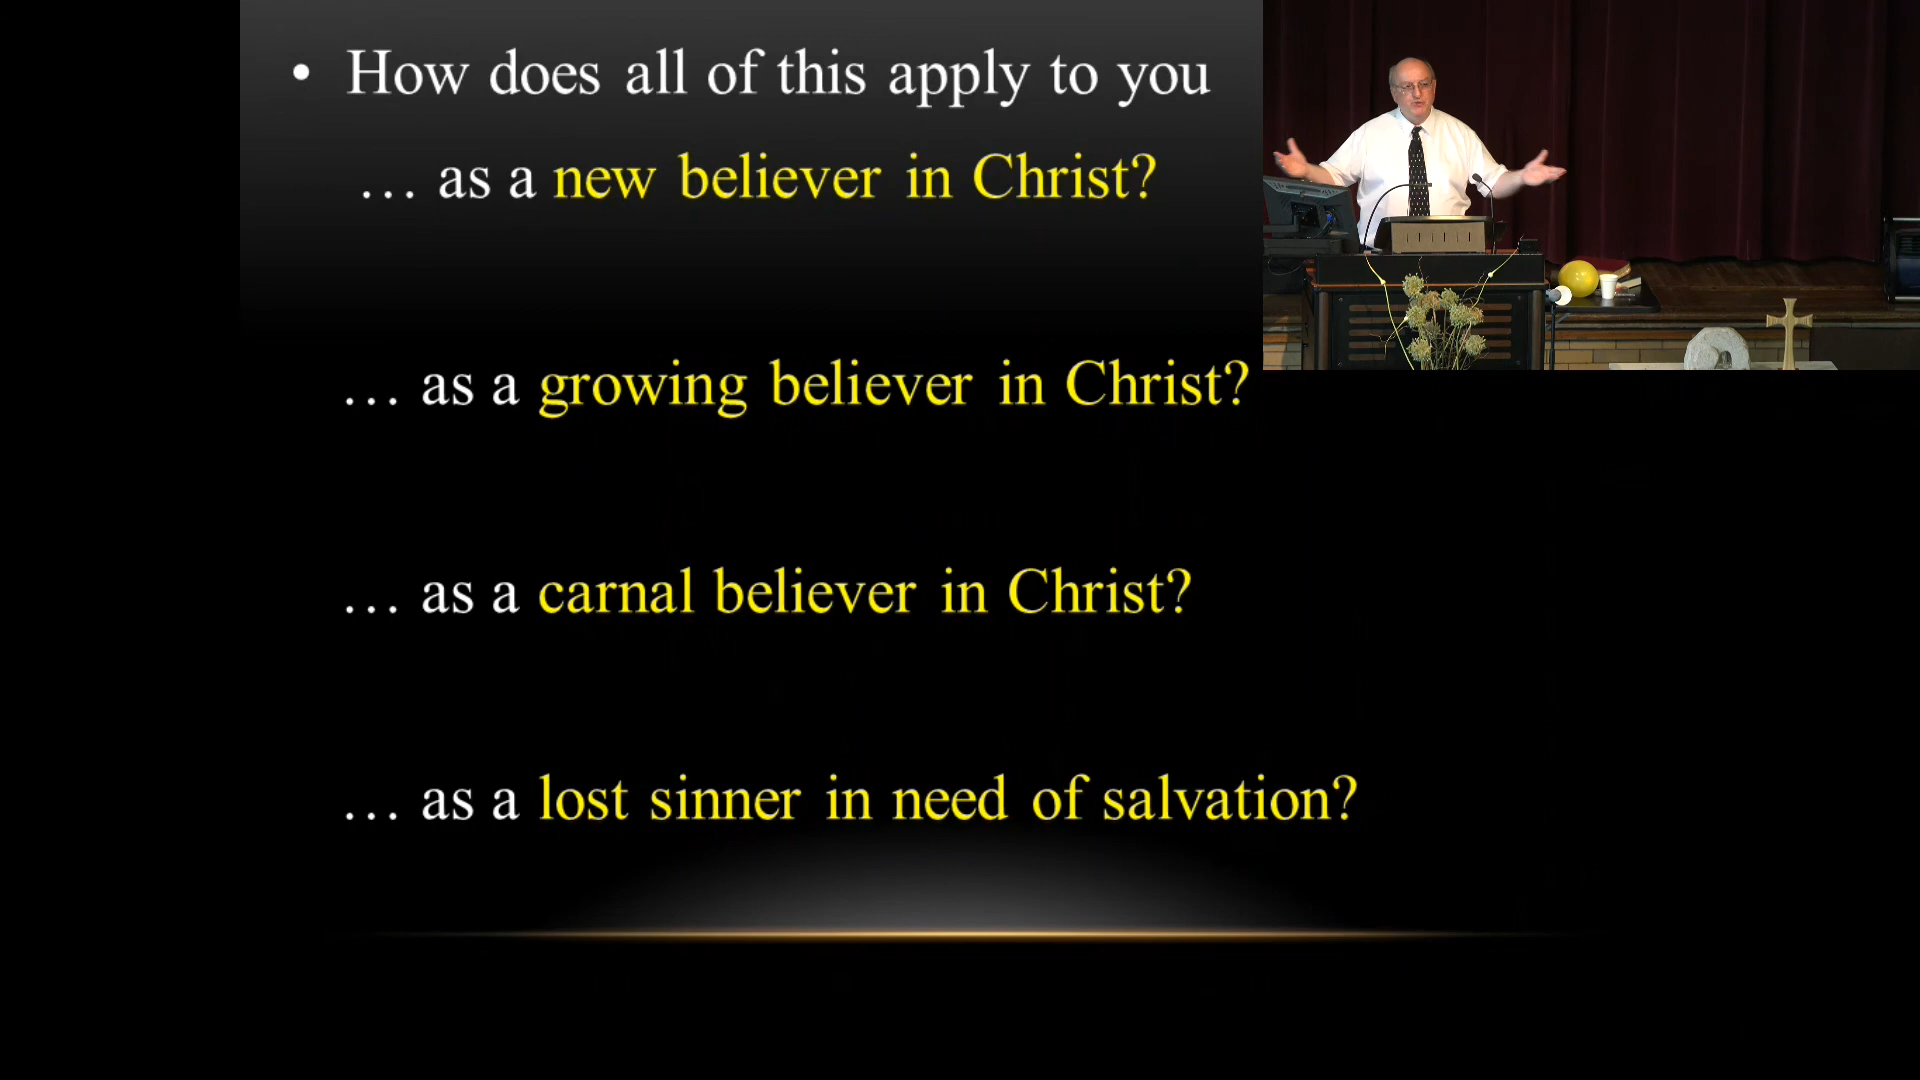 • How does all of this apply to you
… as a new believer in Christ?
… as a growing believer in Christ?
… as a carnal believer in Christ?
… as a lost sinner in need of salvation?